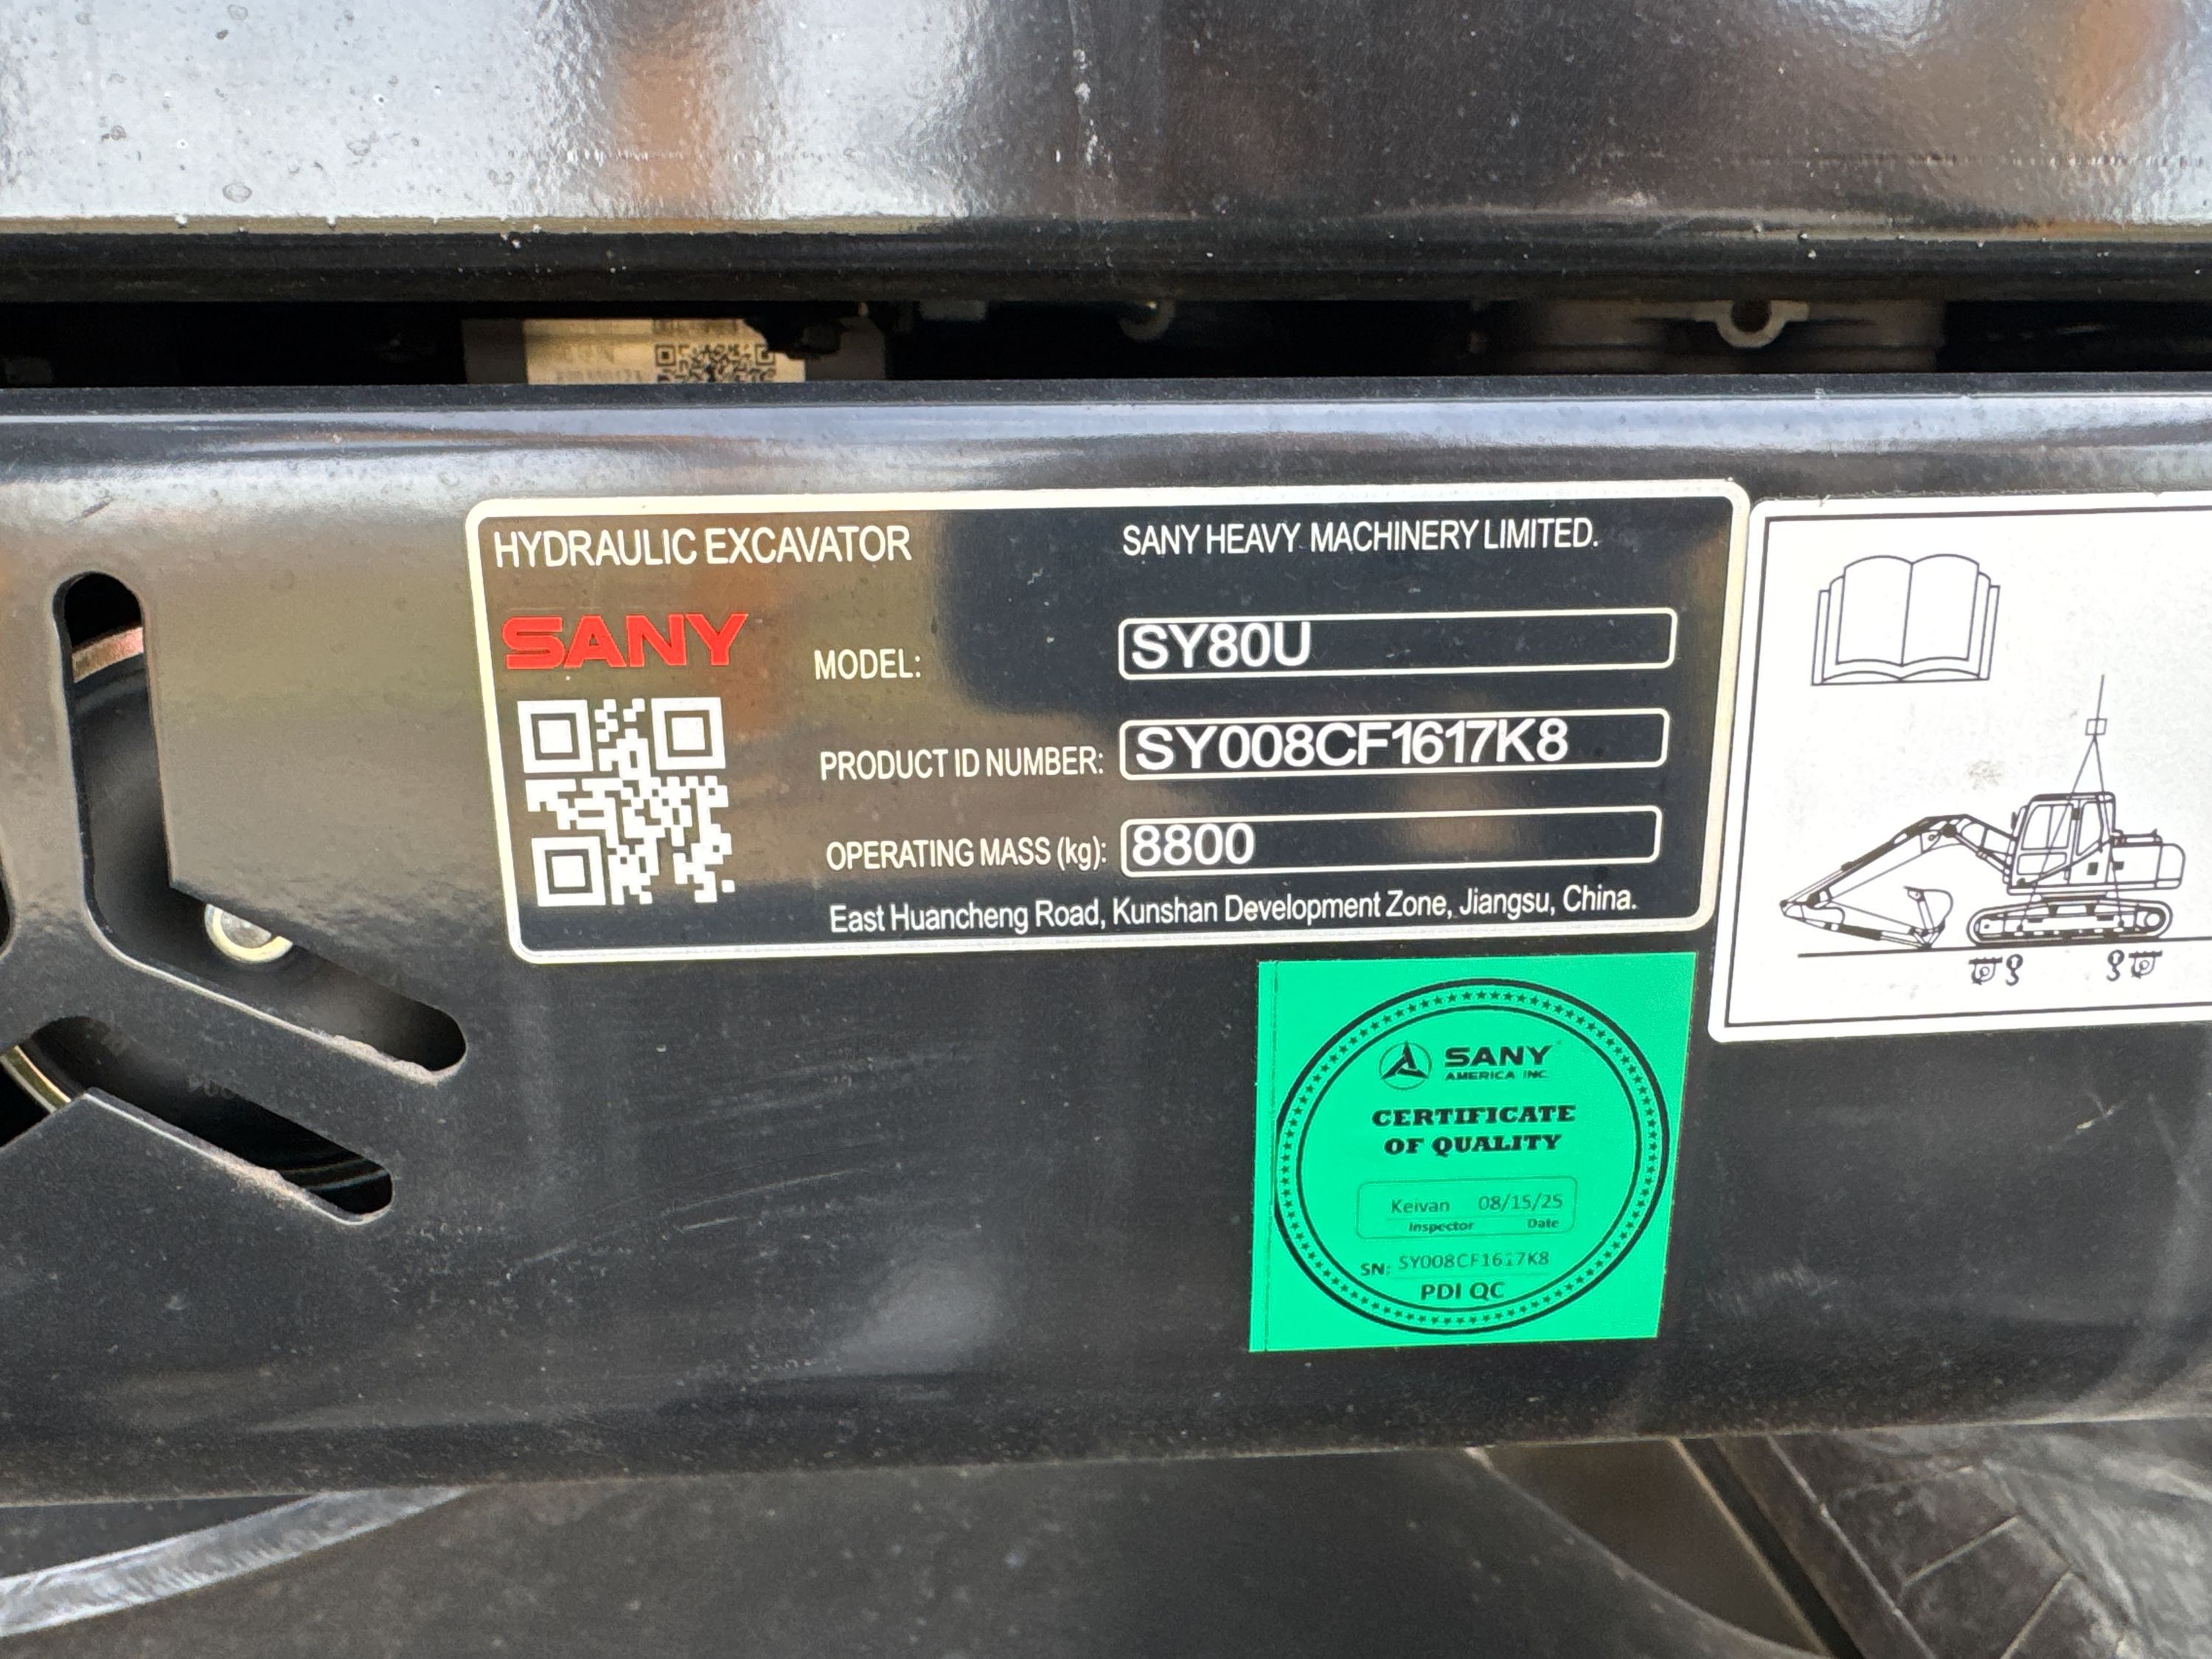 HYDRAULIC EXCAVATOR
SANY HEAVY MACHINERY LIMITED.
SANY
MODEL: SY80U
PRODUCT ID NUMBER: SY008CF1617K8
OPERATING MASS (kg): 8800
East Huancheng Road, Kunshan Development Zone, Jiangsu, China.
SANY
AMERICA INC.
CERTIFICATE
OF QUALITY
Keivan 08/15/25
Inspector Date
SN: SY008CF1617K8
PDI QC